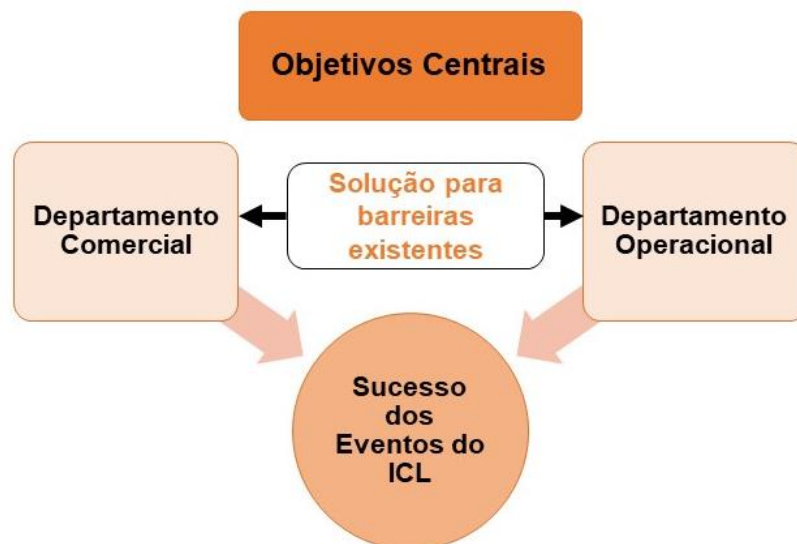 Objetivos Centrais
Departamento
Comercial
Solução para
barreiras
existentes
Departamento
Operacional
Sucesso
dos
Eventos do
ICL